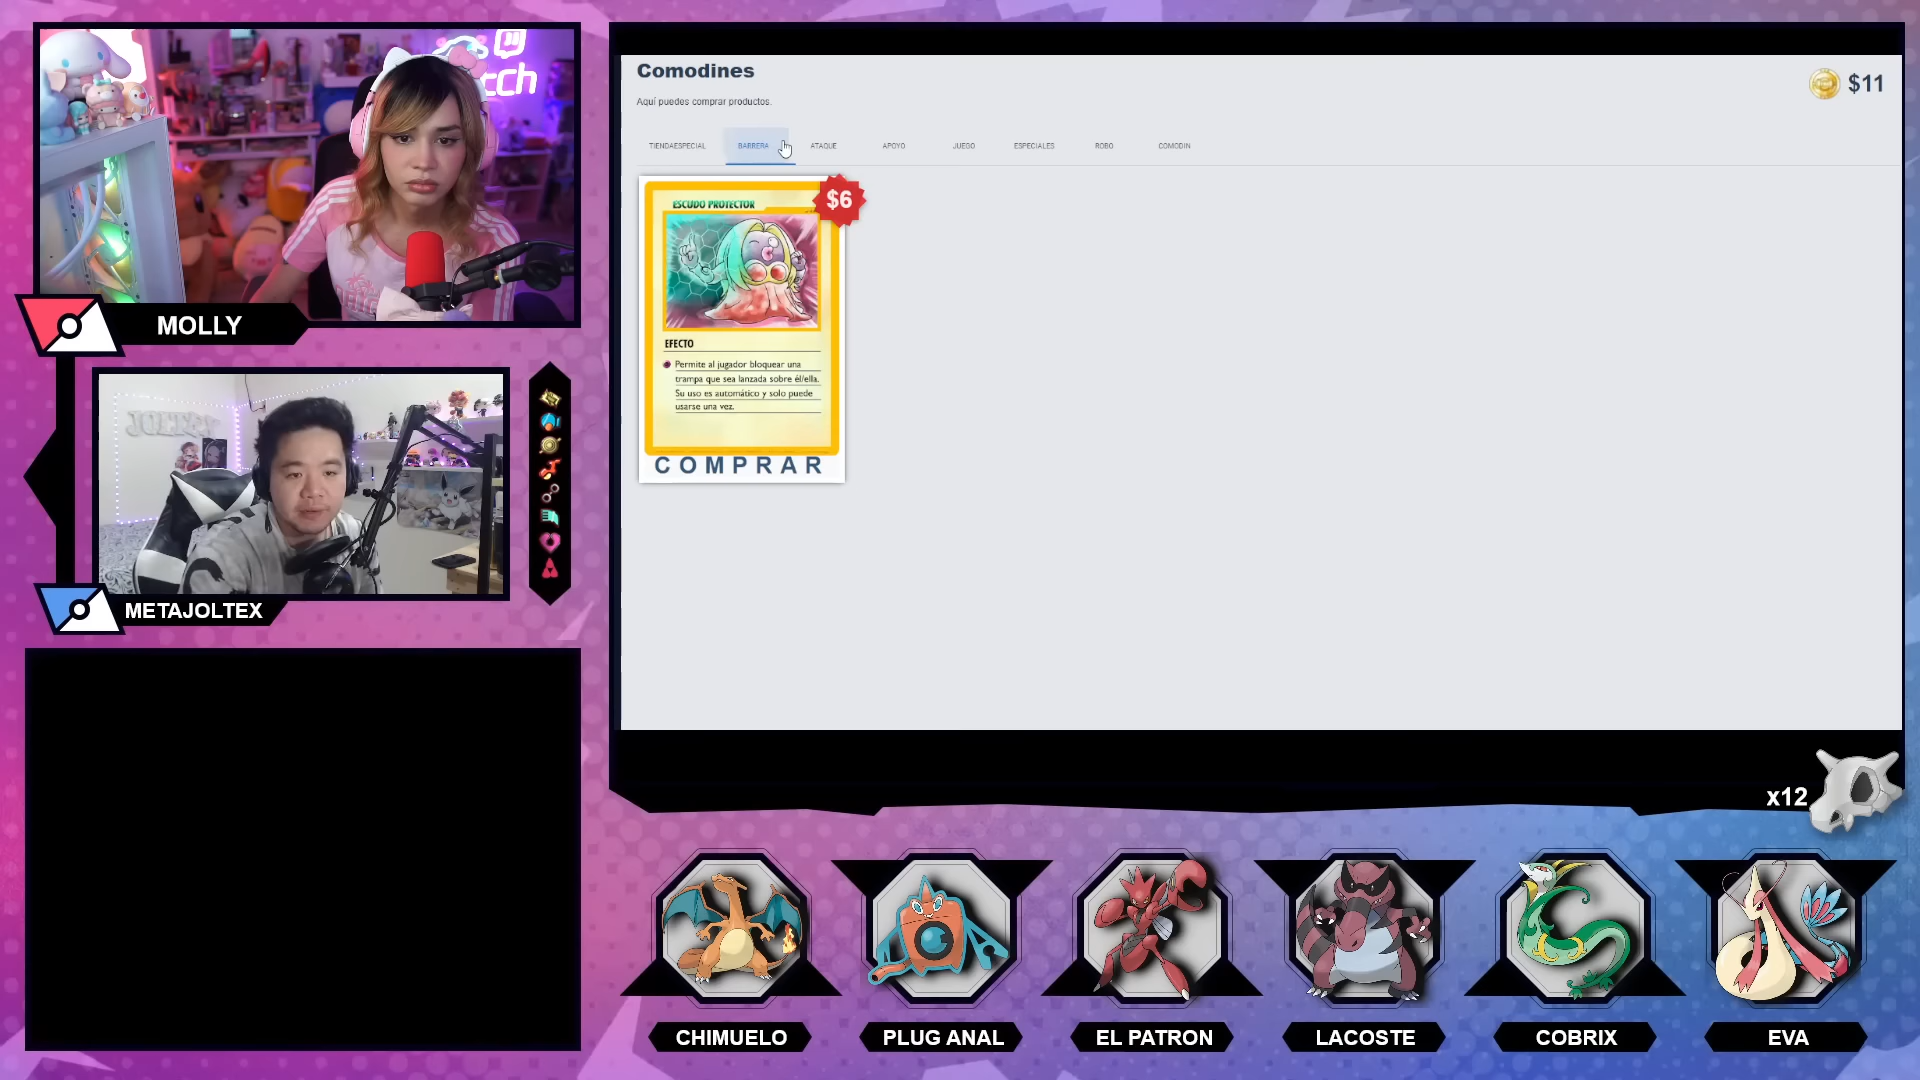 cch
MOLLY
JOLTEX
METAJOLTEX
Comodines
$11
Aquí puedes comprar productos.
TIENDAESPECIAL BARRERA ATAQUE APOYO JUEGO ESPECIALES ROBO COMODIN
ESCUDO PROTECTOR
$6
EFECTO
Permite al jugador bloquear una
trampa que sea lanzada sobre él/ella.
Su uso es automático y solo puede
usarse una vez.
COMPRAR
x12
CHIMUELO
PLUG ANAL
EL PATRON
LACOSTE
COBRIX
EVA